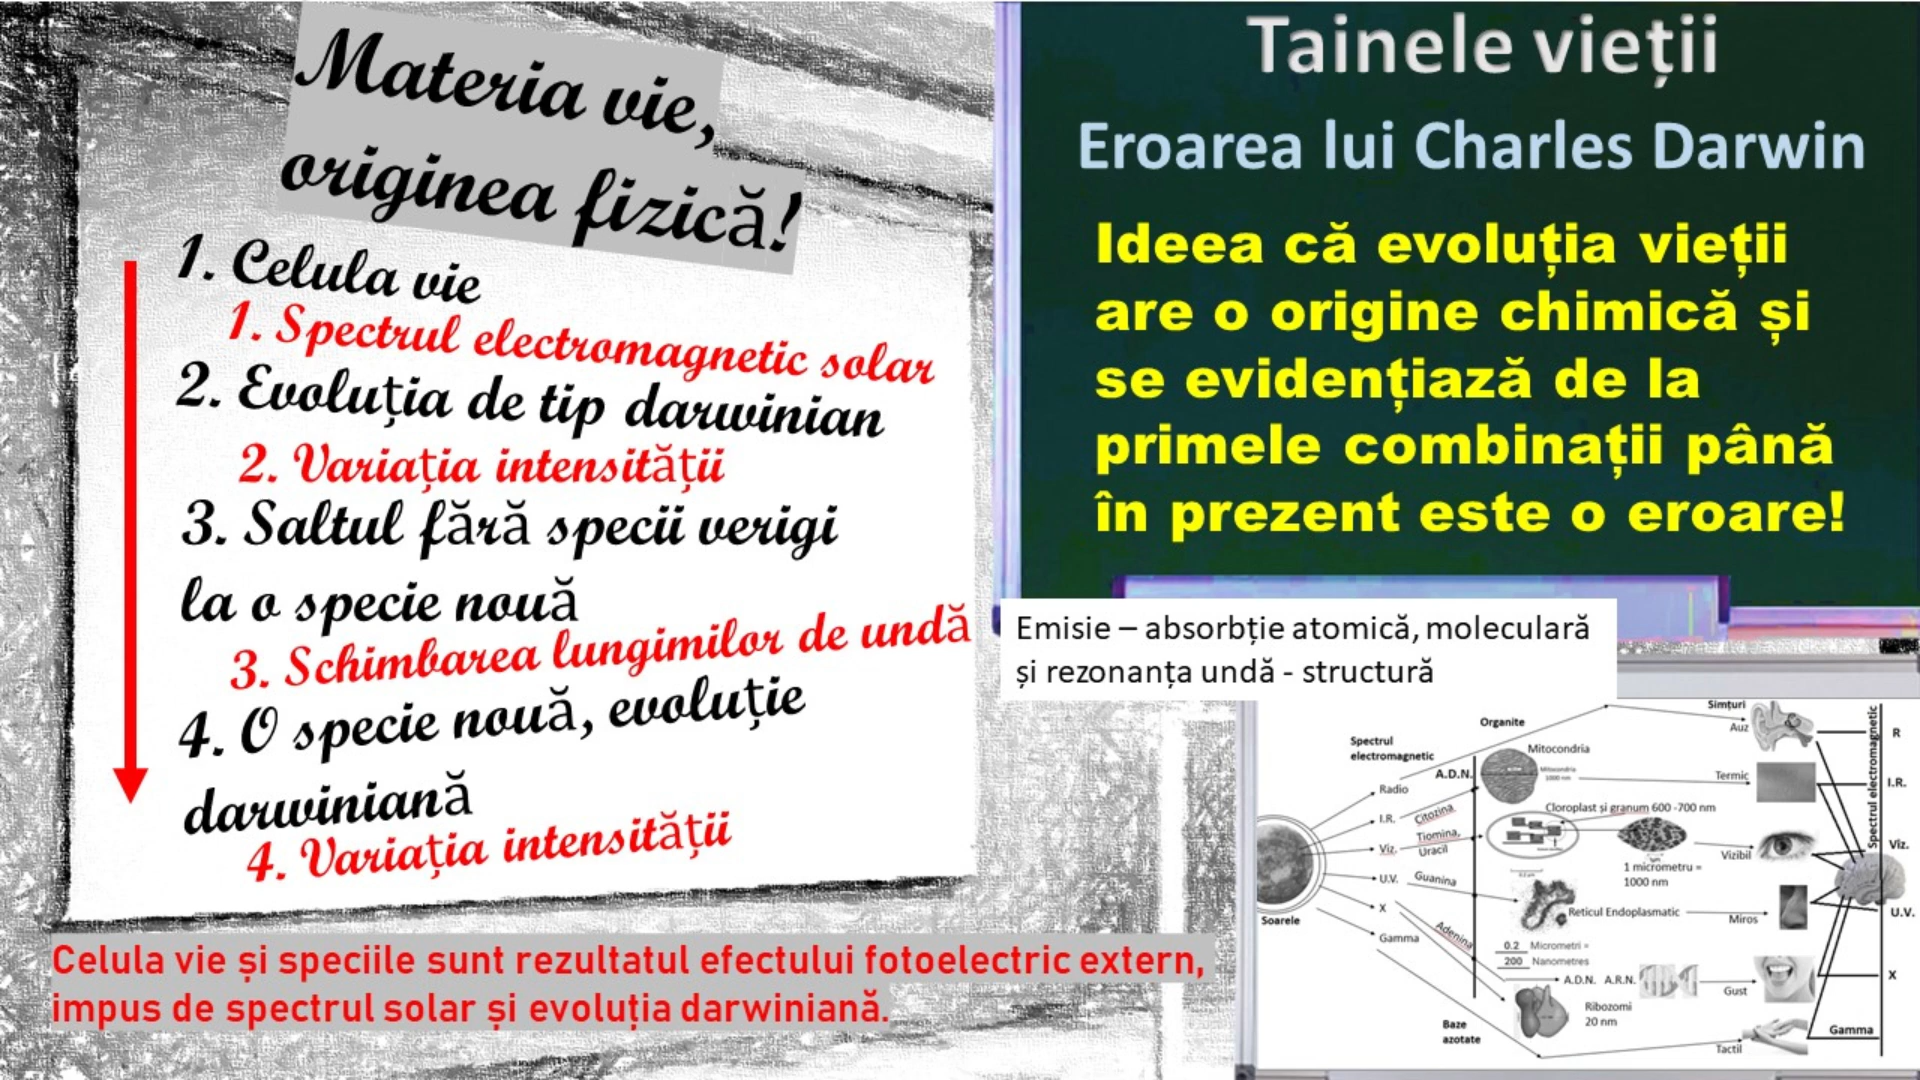 Materia vie,
originea fizică!
1. Celula vie
1. Spectrul electromagnetic solar
2. Evoluția de tip darwinian
2. Variația intensității
3. Saltul fără specii verigi
la o specie nouă
3. Schimbarea lungimilor de undă
4. O specie nouă, evoluție
darwiniană
4. Variația intensității
Celula vie și speciile sunt rezultatul efectului fotoelectric extern,
impus de spectrul solar și evoluția darwiniană.
Tainele vieții
Eroarea lui Charles Darwin
Ideea că evoluția vieții
are o origine chimică și
se evidențiază de la
primele combinații până
în prezent este o eroare!
Emisie – absorbție atomică, moleculară
și rezonanța undă - structură
Soarele
Spectrul
electromagnetic
Radio
I.R.
Viz.
U.V.
X
Gamma
A.D.N.
Citozina
Tiomina,
Uracil
Guanina
Adenina
Baze
azotate
Organite
Mitocondria
Mitocondria
1000 nm
Cloroplast și granum 600 -700 nm
1 micrometru =
1000 nm
Reticul Endoplasmatic
0.2 Micrometri =
200 Nanometres
A.D.N. A.R.N.
Ribozomi
20 nm
Simțuri
Auz
Termic
Vizibil
Miros
Gust
Tactil
Spectrul electromagnetic
R
I.R.
Viz.
U.V.
X
Gamma